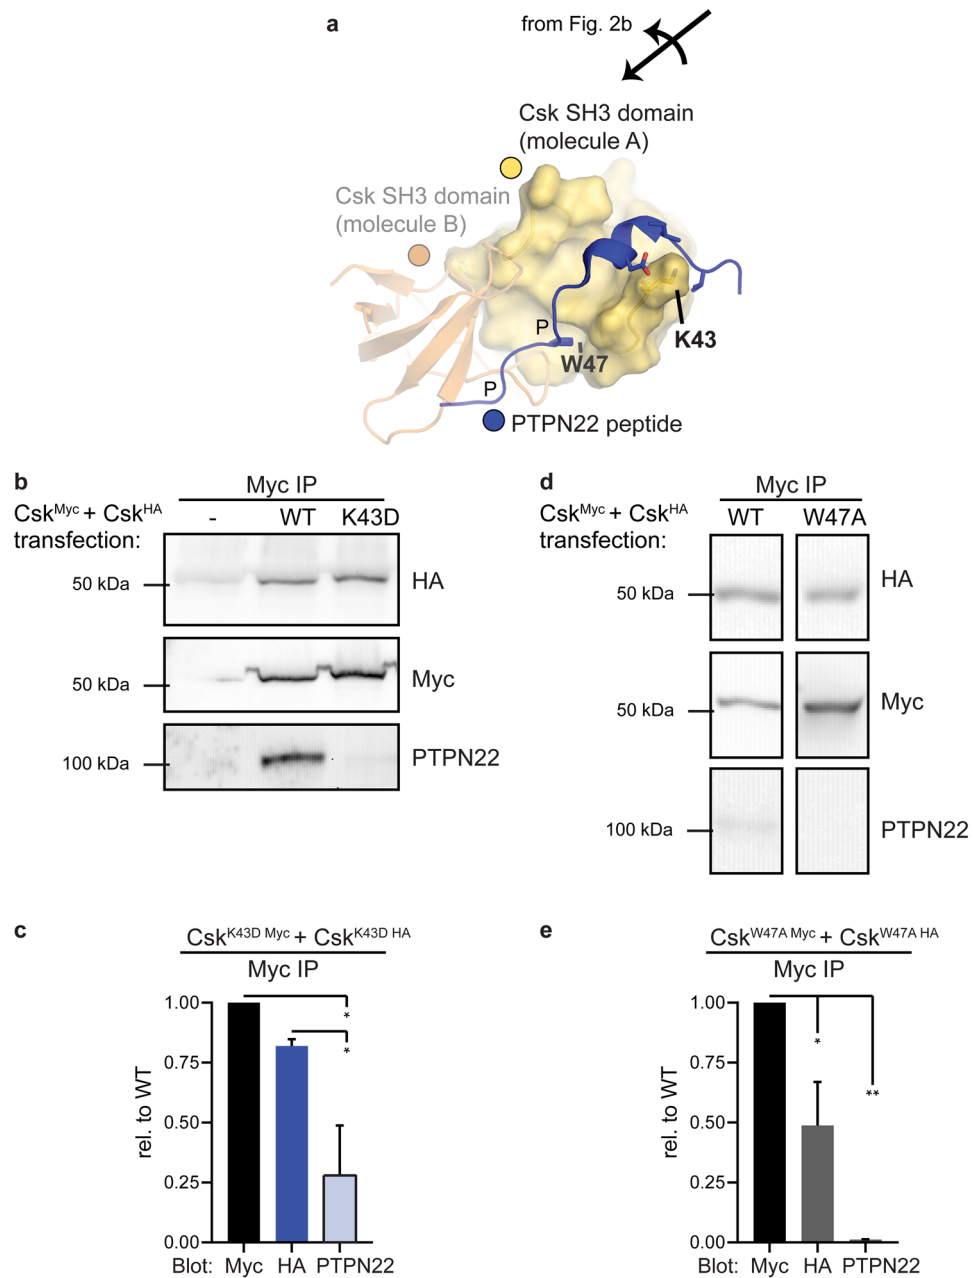 a
from Fig. 2b
Csk SH3 domain
(molecule A)
Csk SH3 domain
(molecule B)
P
W47
K43
P
PTPN22 peptide
b
Myc IP
CskMyc + CskHA
transfection:
- WT K43D
50 kDa HA
50 kDa Myc
100 kDa PTPN22
d
Myc IP
CskMyc + CskHA
transfection:
WT W47A
50 kDa HA
50 kDa Myc
100 kDa PTPN22
c
CskK43D Myc + CskK43D HA
Myc IP
rel. to WT
1.00
0.75
0.50
0.25
0.00
*
*
Blot: Myc HA PTPN22
e
CskW47A Myc + CskW47A HA
Myc IP
rel. to WT
1.00
0.75
0.50
0.25
0.00
*
**
Blot: Myc HA PTPN22